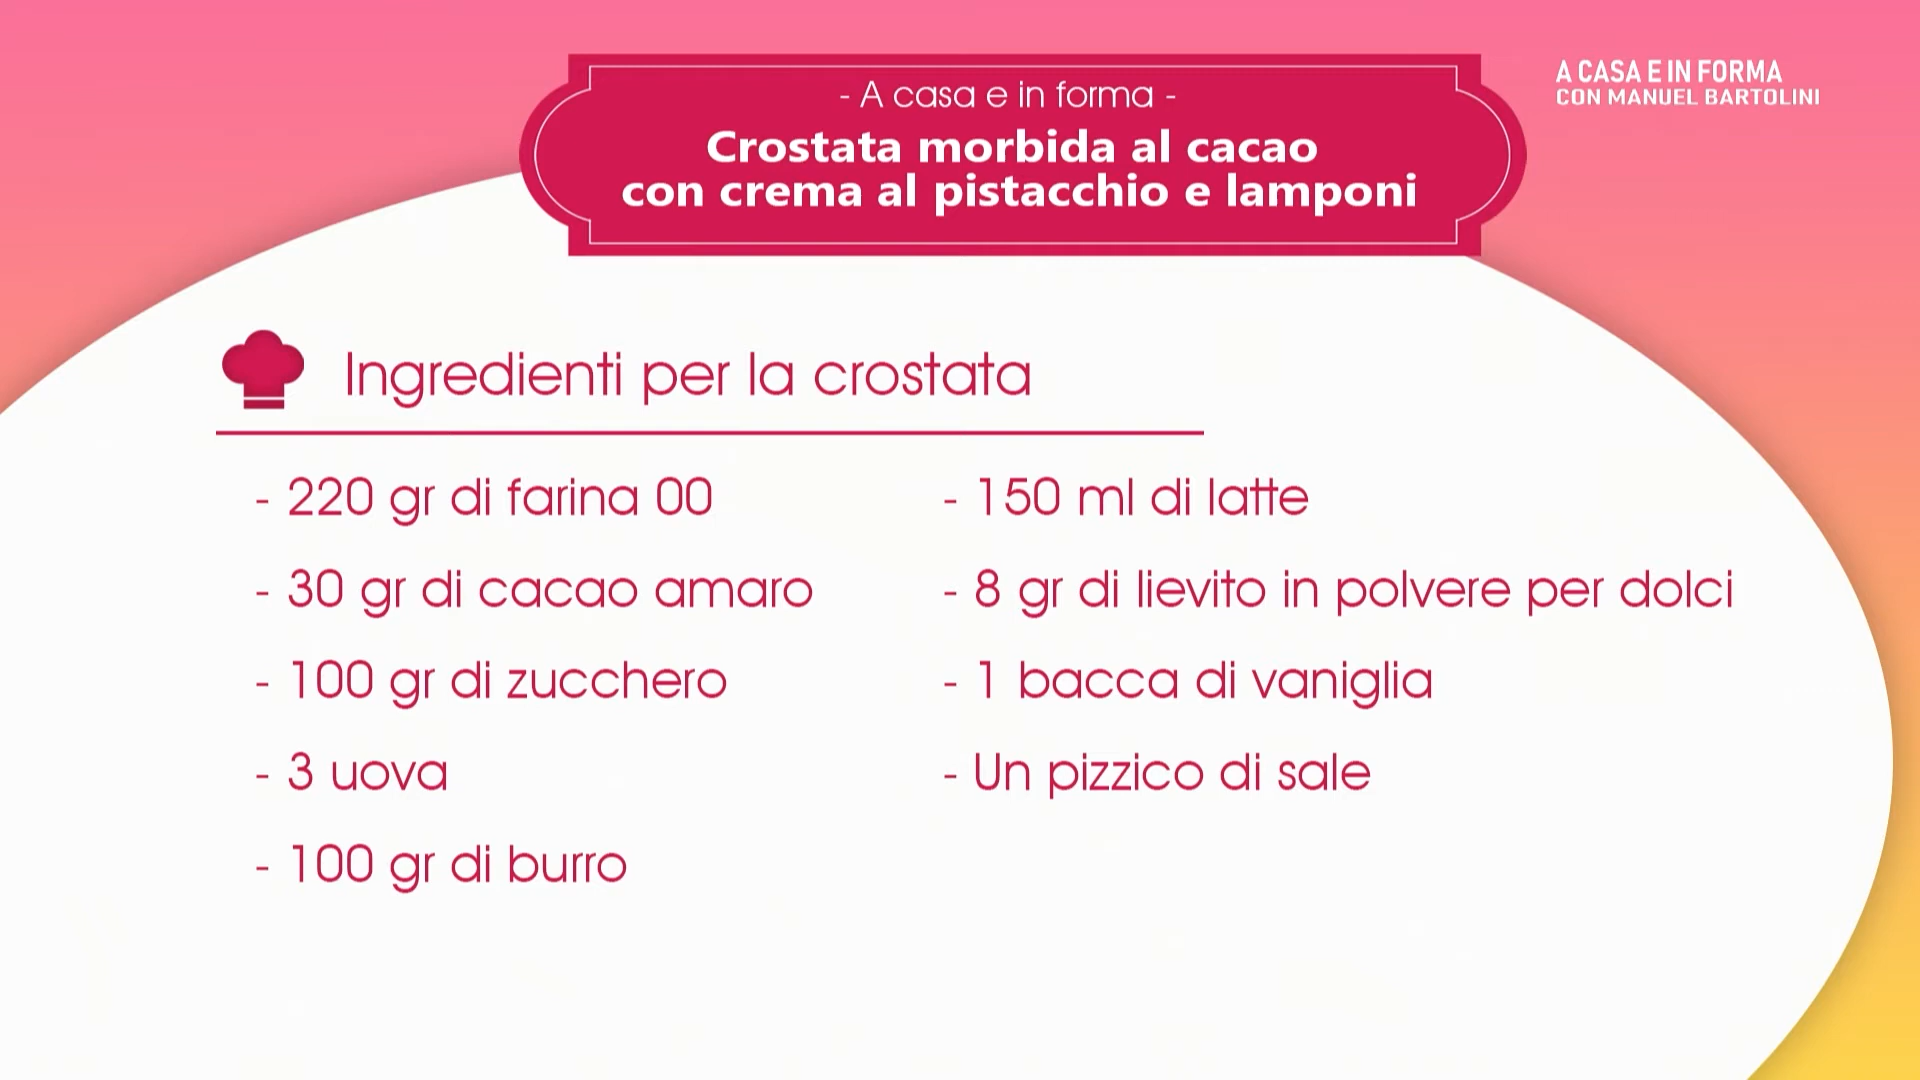 - A casa e in forma -
Crostata morbida al cacao
con crema al pistacchio e lamponi
A CASA E IN FORMA
CON MANUEL BARTOLINI
Ingredienti per la crostata
- 220 gr di farina 00
- 30 gr di cacao amaro
- 100 gr di zucchero
- 3 uova
- 100 gr di burro
- 150 ml di latte
- 8 gr di lievito in polvere per dolci
- 1 bacca di vaniglia
- Un pizzico di sale